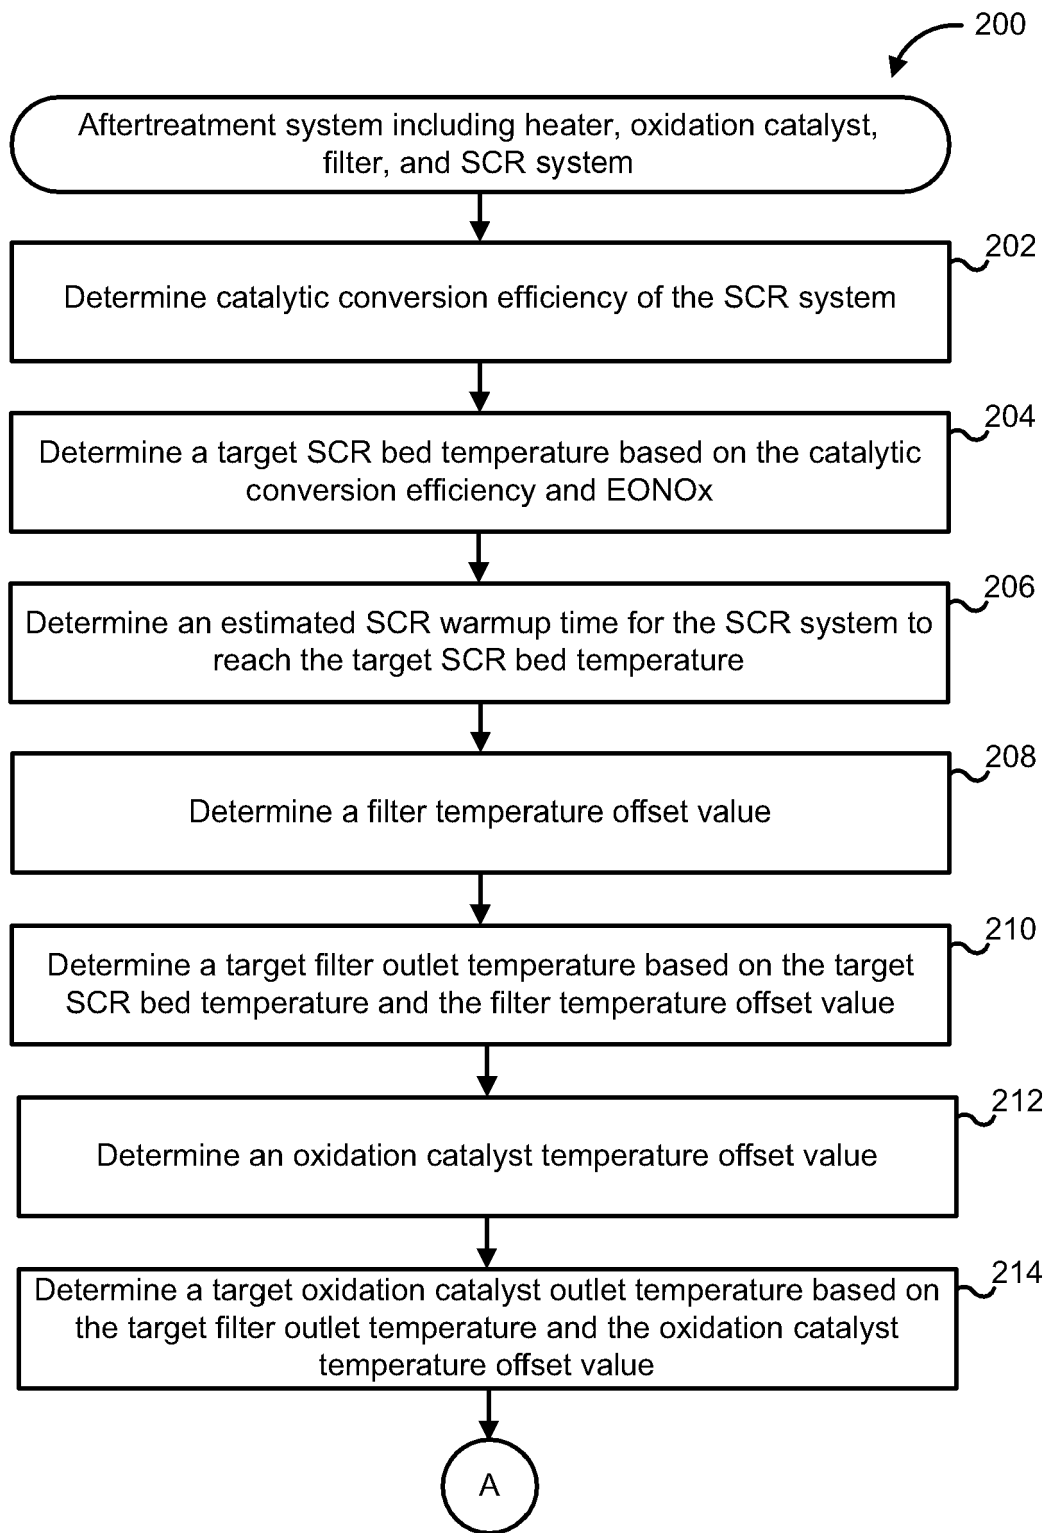 200
Aftertreatment system including heater, oxidation catalyst,
filter, and SCR system
202
Determine catalytic conversion efficiency of the SCR system
204
Determine a target SCR bed temperature based on the catalytic
conversion efficiency and EONOx
206
Determine an estimated SCR warmup time for the SCR system to
reach the target SCR bed temperature
208
Determine a filter temperature offset value
210
Determine a target filter outlet temperature based on the target
SCR bed temperature and the filter temperature offset value
212
Determine an oxidation catalyst temperature offset value
214
Determine a target oxidation catalyst outlet temperature based on
the target filter outlet temperature and the oxidation catalyst
temperature offset value
A